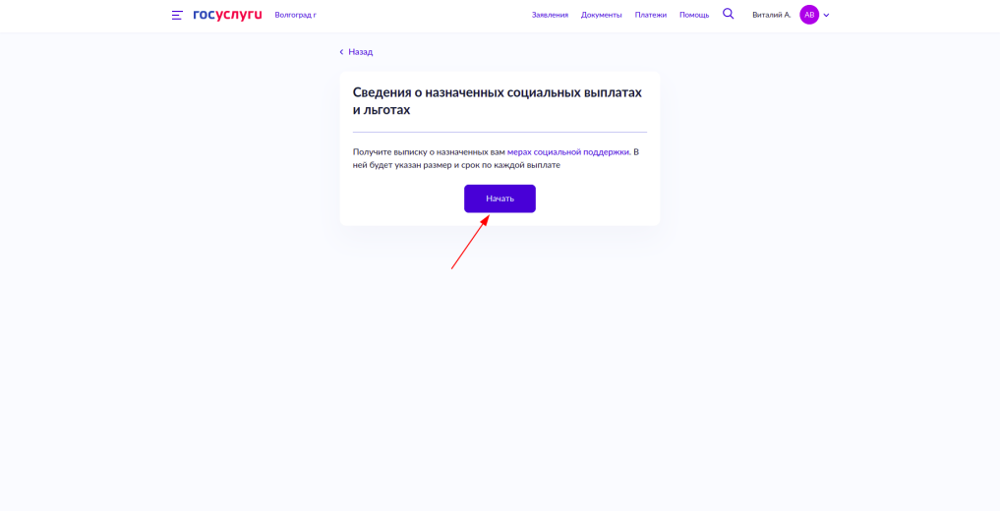 госуслуги Волгоград г Заявления Документы Платежи Помощь Виталий А. АВ
Назад
Сведения о назначенных социальных выплатах
и льготах
Получите выписку о назначенных вам мерах социальной поддержки. В
ней будет указан размер и срок по каждой выплате
Начать